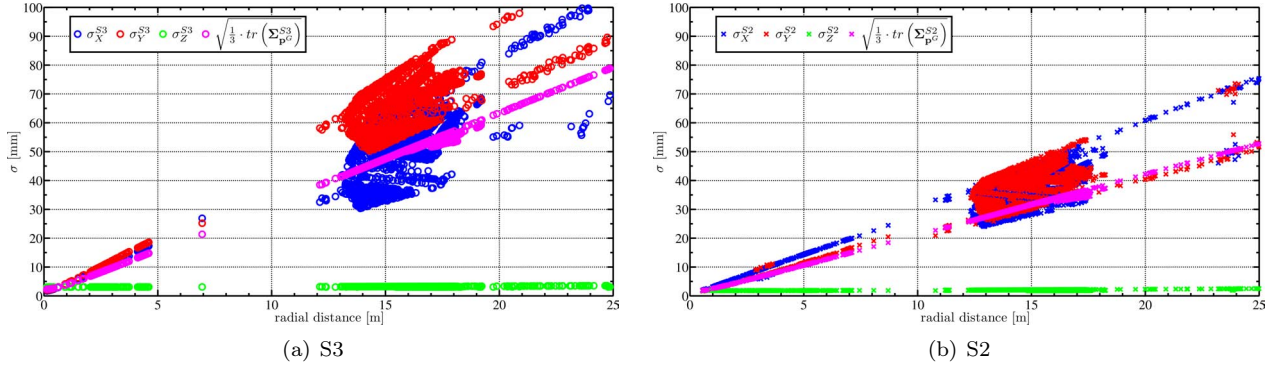 σ_X^{S3} σ_Y^{S3} σ_Z^{S3} √(1/3 · tr (Σ_{p^G}^{S3}))
100
90
80
70
60
50
40
30
20
10
0
σ [mm]
0 5 10 15 20 25
radial distance [m]
(a) S3
σ_X^{S2} σ_Y^{S2} σ_Z^{S2} √(1/3 · tr (Σ_{p^G}^{S2}))
100
90
80
70
60
50
40
30
20
10
0
σ [mm]
0 5 10 15 20 25
radial distance [m]
(b) S2